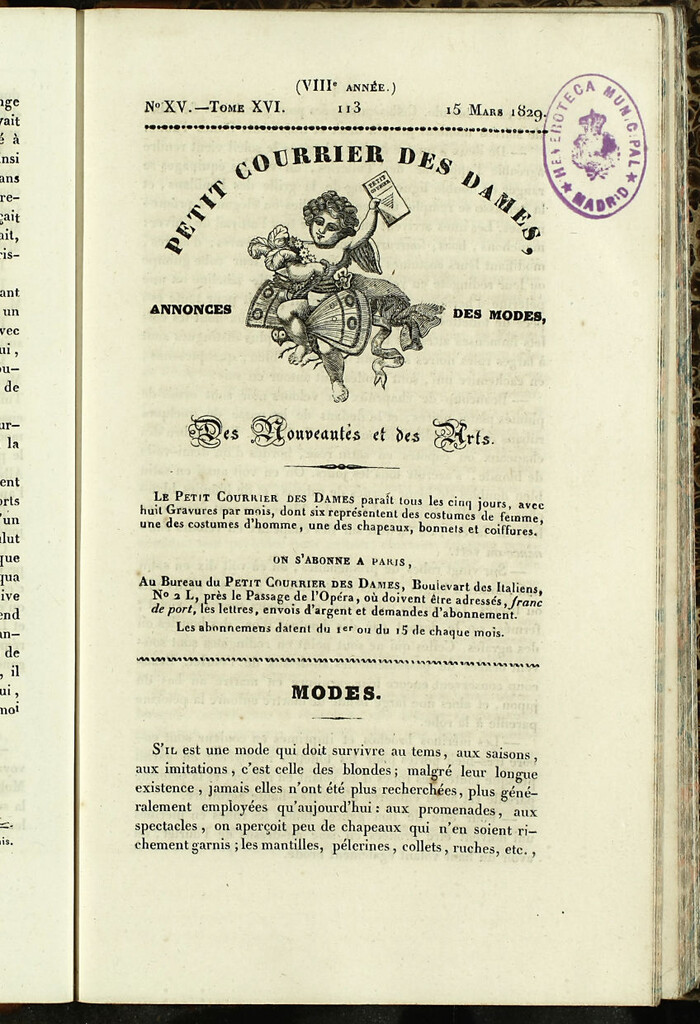 (VIIIe ANNÉE.)
No XV.—TOME XVI. 113 15 MARS 1829.
HEMEROTECA MUNICIPAL
★ MADRID ★
PETIT COURRIER DES DAMES,
PETIT
ANNONCES DES MODES,
Des Nouveautés et des Arts.
LE PETIT COURRIER DES DAMES paraît tous les cinq jours, avec
huit Gravures par mois, dont six représentent des costumes de femme,
une des costumes d'homme, une des chapeaux, bonnets et coiffures.
ON S'ABONNE A PARIS,
Au Bureau du PETIT COURRIER DES DAMES, Boulevart des Italiens,
No 2 L, près le Passage de l'Opéra, où doivent être adressés, franc
de port, les lettres, envois d'argent et demandes d'abonnement.
Les abonnemens datent du 1er ou du 15 de chaque mois.
MODES.
S'IL est une mode qui doit survivre au tems, aux saisons,
aux imitations, c'est celle des blondes; malgré leur longue
existence, jamais elles n'ont été plus recherchées, plus géné-
ralement employées qu'aujourd'hui : aux promenades, aux
spectacles, on aperçoit peu de chapeaux qui n'en soient ri-
chement garnis; les mantilles, pélerines, collets, ruches, etc.,